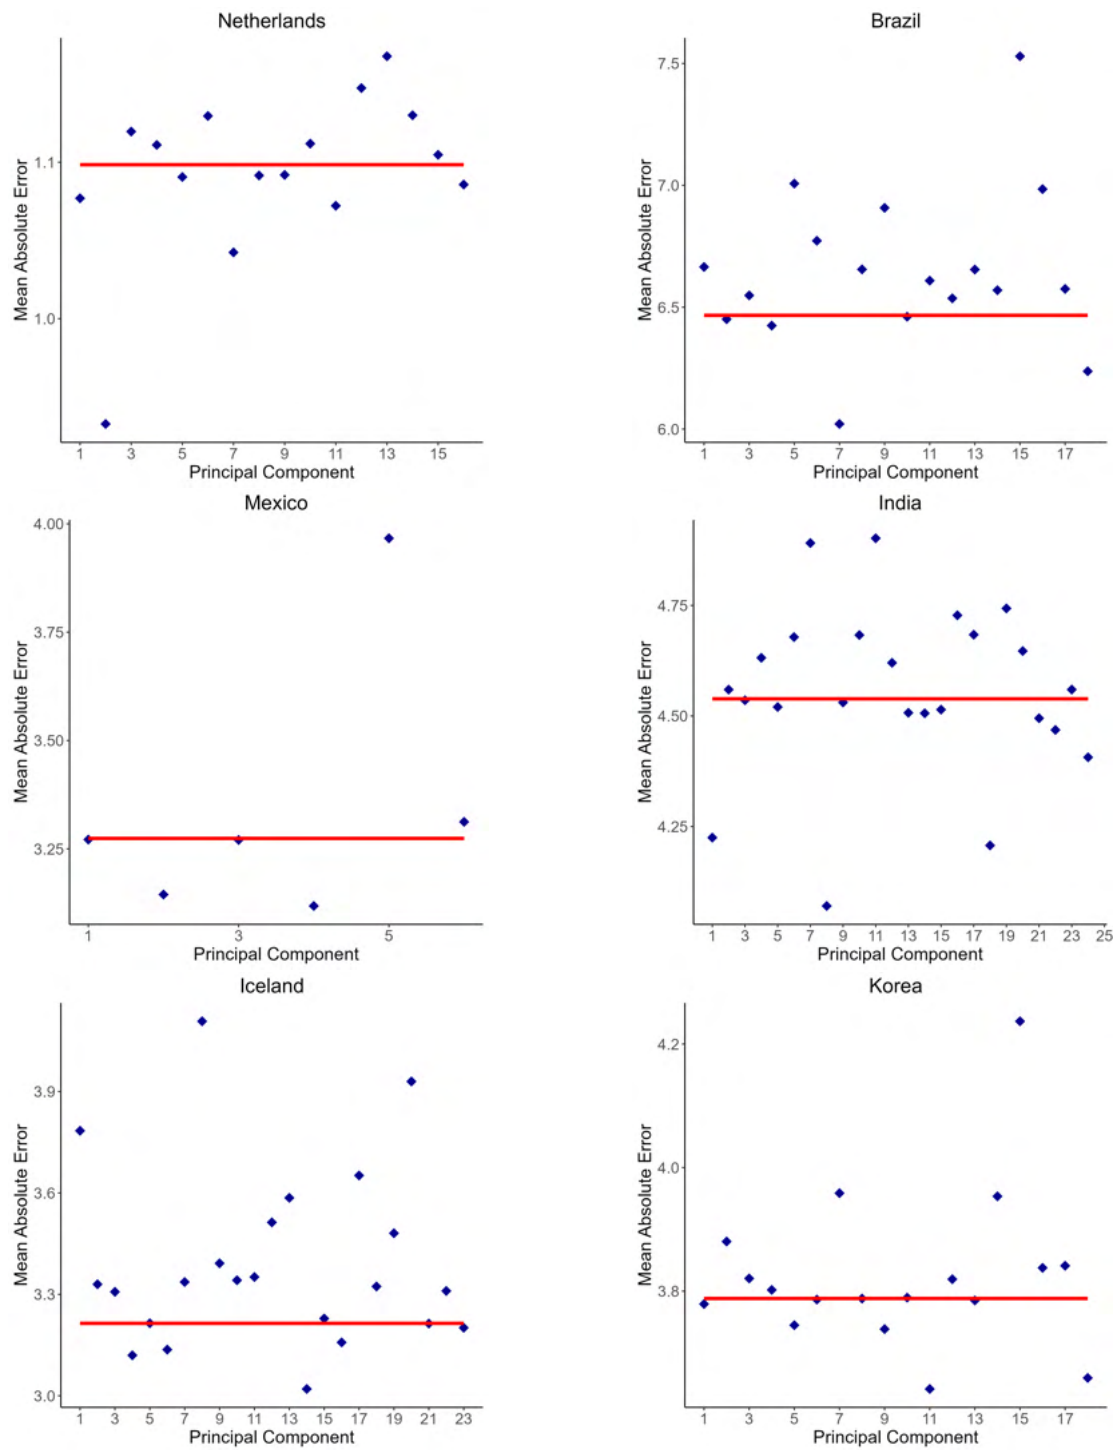 Netherlands
Mean Absolute Error
1.1
1.0
1 3 5 7 9 11 13 15
Principal Component
Brazil
Mean Absolute Error
7.5
7.0
6.5
6.0
1 3 5 7 9 11 13 15 17
Principal Component
Mexico
Mean Absolute Error
4.00
3.75
3.50
3.25
1 3 5
Principal Component
India
Mean Absolute Error
4.75
4.50
4.25
1 3 5 7 9 11 13 15 17 19 21 23 25
Principal Component
Iceland
Mean Absolute Error
3.9
3.6
3.3
3.0
1 3 5 7 9 11 13 15 17 19 21 23
Principal Component
Korea
Mean Absolute Error
4.2
4.0
3.8
1 3 5 7 9 11 13 15 17
Principal Component